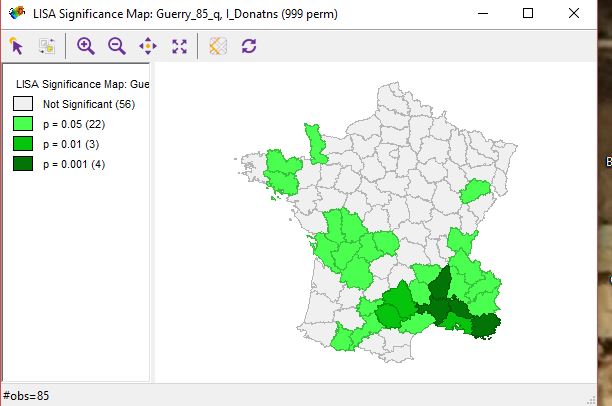 LISA Significance Map: Guerry_85_q, I_Donatns (999 perm)
LISA Significance Map: Gue
Not Significant (56)
p = 0.05 (22)
p = 0.01 (3)
p = 0.001 (4)
#obs=85